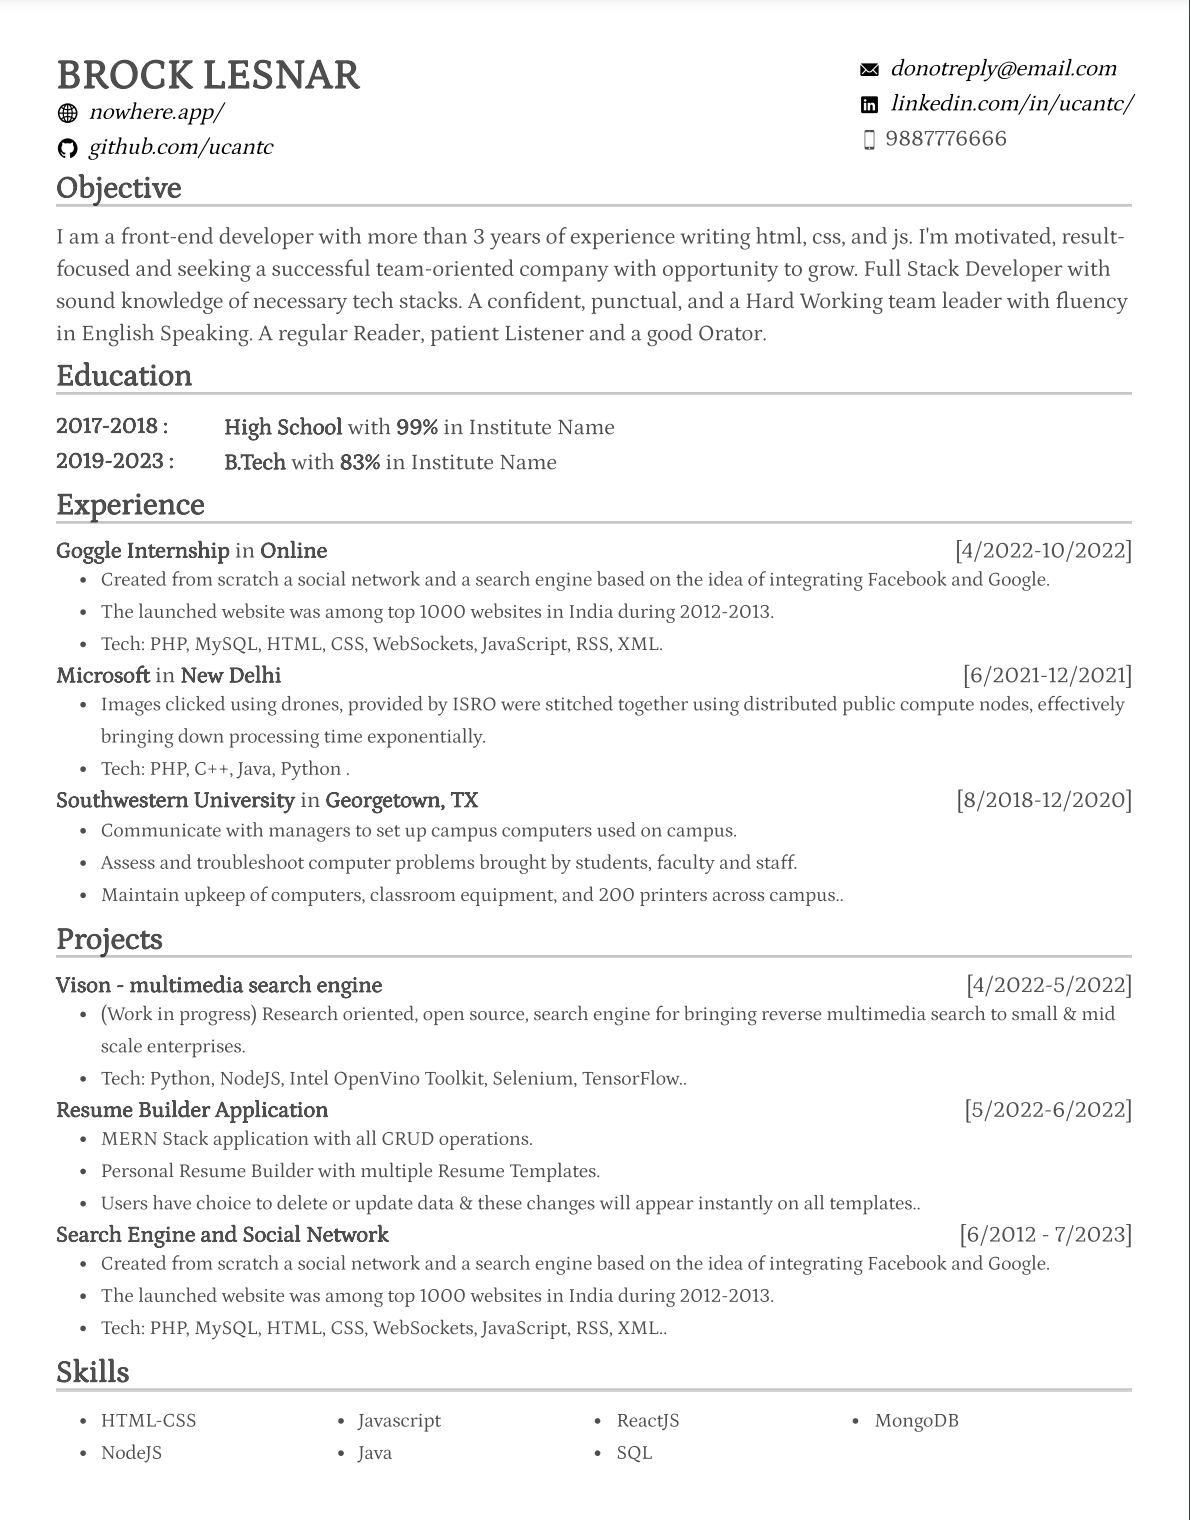 BROCK LESNAR
nowhere.app/
github.com/ucantc
donotreply@email.com
linkedin.com/in/ucantc/
9887776666
Objective
I am a front-end developer with more than 3 years of experience writing html, css, and js. I'm motivated, result-
focused and seeking a successful team-oriented company with opportunity to grow. Full Stack Developer with
sound knowledge of necessary tech stacks. A confident, punctual, and a Hard Working team leader with fluency
in English Speaking. A regular Reader, patient Listener and a good Orator.
Education
2017-2018 : High School with 99% in Institute Name
2019-2023 : B.Tech with 83% in Institute Name
Experience
Goggle Internship in Online [4/2022-10/2022]
• Created from scratch a social network and a search engine based on the idea of integrating Facebook and Google.
• The launched website was among top 1000 websites in India during 2012-2013.
• Tech: PHP, MySQL, HTML, CSS, WebSockets, JavaScript, RSS, XML.
Microsoft in New Delhi [6/2021-12/2021]
• Images clicked using drones, provided by ISRO were stitched together using distributed public compute nodes, effectively
bringing down processing time exponentially.
• Tech: PHP, C++, Java, Python .
Southwestern University in Georgetown, TX [8/2018-12/2020]
• Communicate with managers to set up campus computers used on campus.
• Assess and troubleshoot computer problems brought by students, faculty and staff.
• Maintain upkeep of computers, classroom equipment, and 200 printers across campus..
Projects
Vison - multimedia search engine [4/2022-5/2022]
• (Work in progress) Research oriented, open source, search engine for bringing reverse multimedia search to small & mid
scale enterprises.
• Tech: Python, NodeJS, Intel OpenVino Toolkit, Selenium, TensorFlow..
Resume Builder Application [5/2022-6/2022]
• MERN Stack application with all CRUD operations.
• Personal Resume Builder with multiple Resume Templates.
• Users have choice to delete or update data & these changes will appear instantly on all templates..
Search Engine and Social Network [6/2012 - 7/2023]
• Created from scratch a social network and a search engine based on the idea of integrating Facebook and Google.
• The launched website was among top 1000 websites in India during 2012-2013.
• Tech: PHP, MySQL, HTML, CSS, WebSockets, JavaScript, RSS, XML..
Skills
• HTML-CSS • Javascript • ReactJS • MongoDB
• NodeJS • Java • SQL